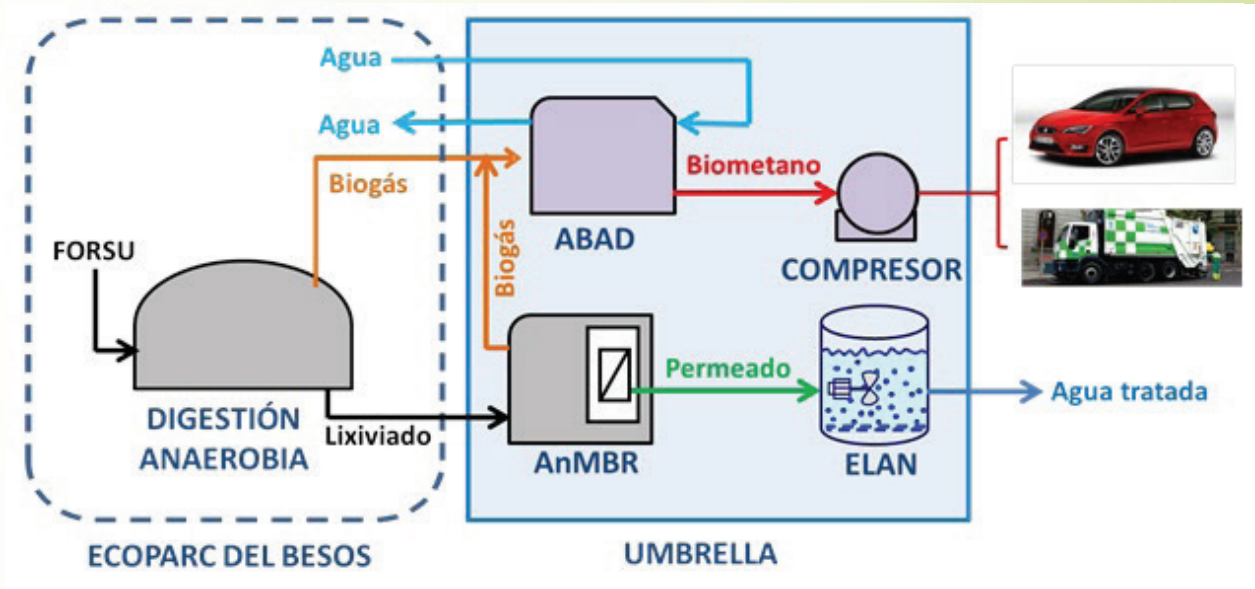 Agua
Agua
Biogás
Biometano
ABAD
COMPRESOR
FORSU
Biogás
DIGESTIÓN
ANAEROBIA
Lixiviado
AnMBR
Permeado
ELAN
Agua tratada
ECOPARC DEL BESOS
UMBRELLA